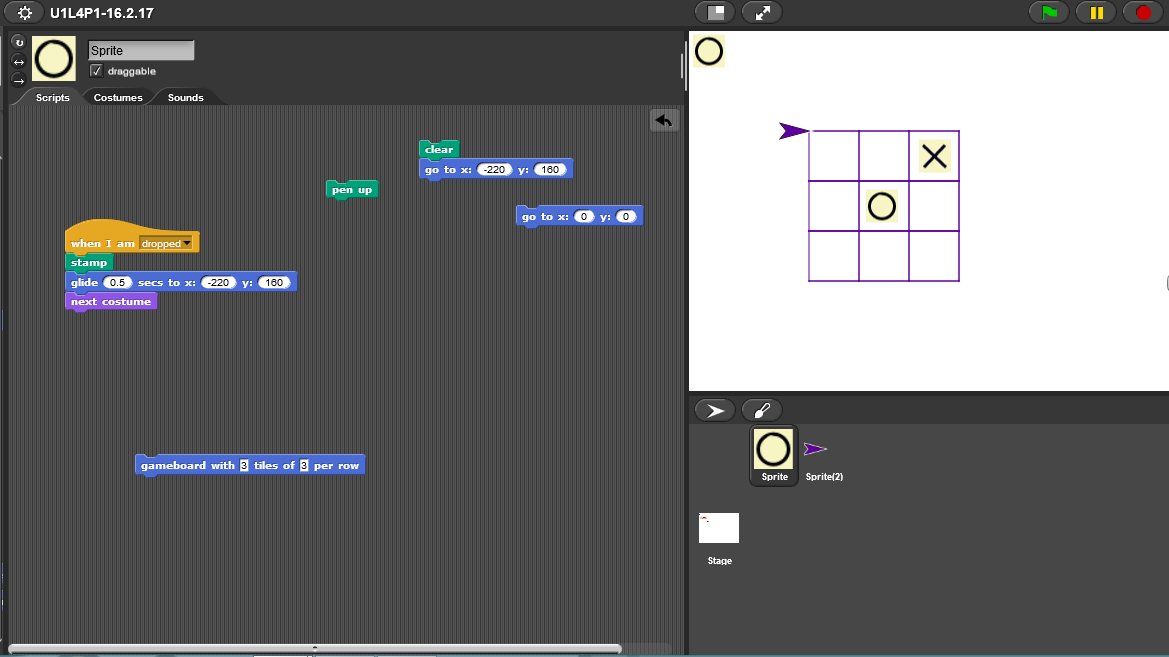 U1L4P1-16.2.17
Sprite
draggable
Scripts Costumes Sounds
clear
go to x: -220 y: 160
pen up
go to x: 0 y: 0
when I am dropped
stamp
glide 0.5 secs to x: -220 y: 160
next costume
gameboard with 3 tiles of 3 per row
Sprite Sprite(2)
Stage